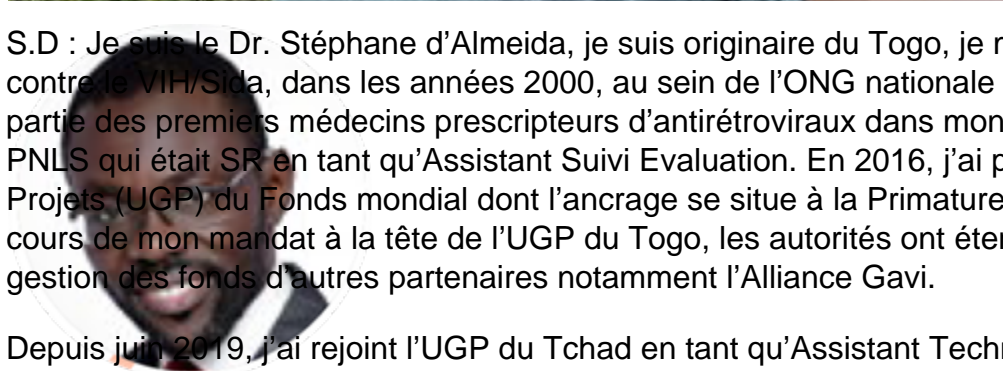 S.D : Je suis le Dr. Stéphane d’Almeida, je suis originaire du Togo, je
contre le VIH/Sida, dans les années 2000, au sein de l’ONG nationale
partie des premiers médecins prescripteurs d’antirétroviraux dans mon
PNLS qui était SR en tant qu’Assistant Suivi Evaluation. En 2016, j’ai
Projets (UGP) du Fonds mondial dont l’ancrage se situe à la Primature
cours de mon mandat à la tête de l’UGP du Togo, les autorités ont
gestion des fonds d’autres partenaires notamment l’Alliance Gavi.
Depuis juin 2019, j’ai rejoint l’UGP du Tchad en tant qu’Assistant